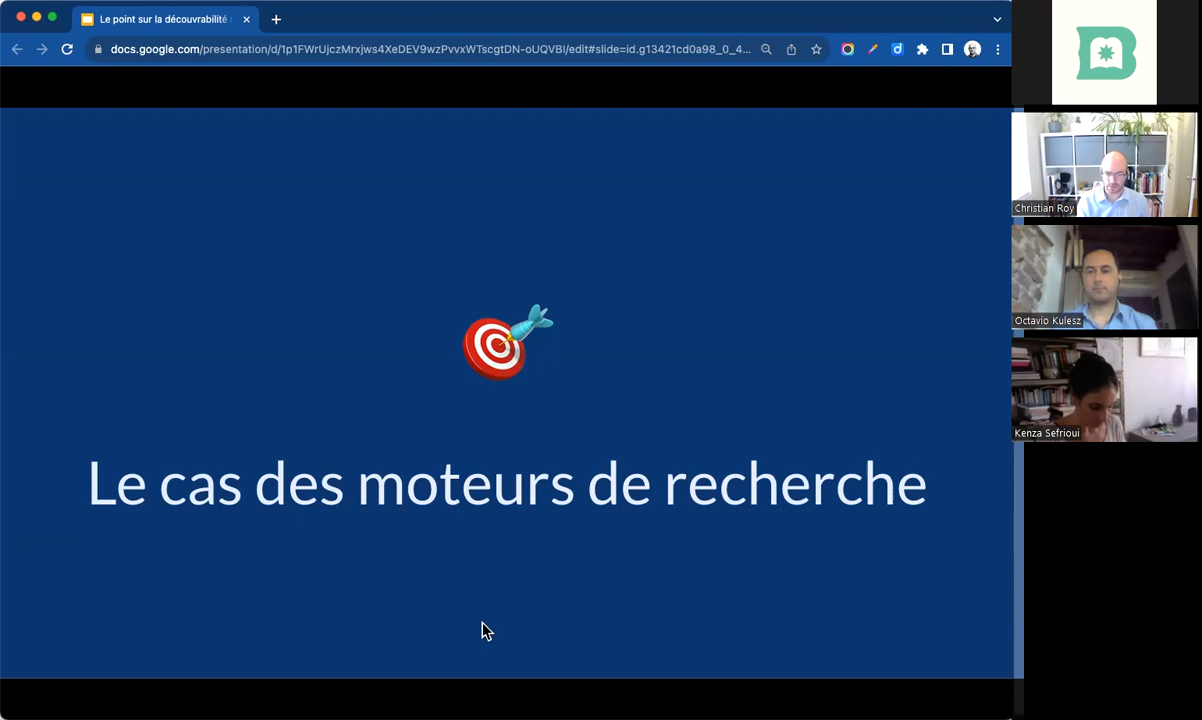 Le point sur la découvrabilité
docs.google.com/presentation/d/1p1FWrUjczMrxjws4XeDEV9wzPvvxWTscgtDN-oUQVBI/edit#slide=id.g13421cd0a98_0_4...
Le cas des moteurs de recherche
Christian Roy
Octavio Kulesz
Kenza Sefrioui